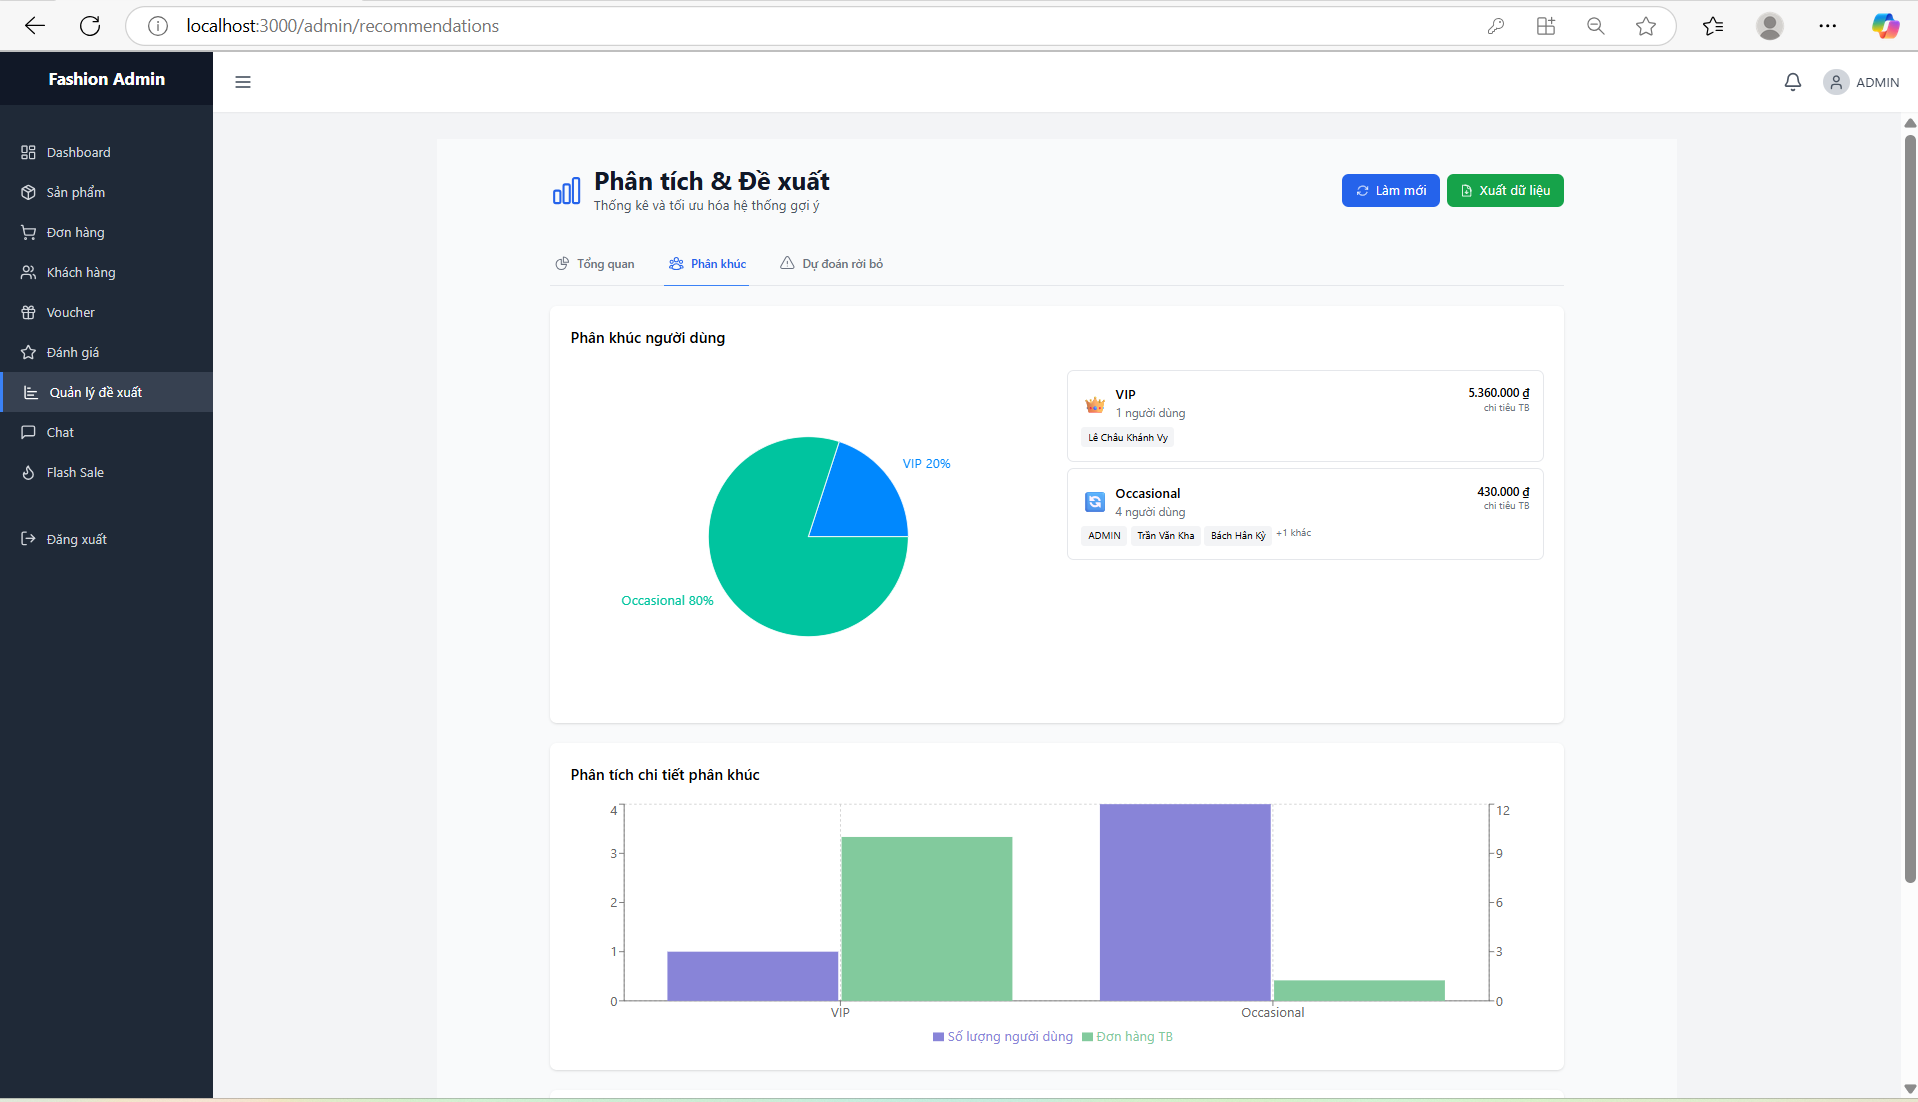 localhost:3000/admin/recommendations
Fashion Admin
ADMIN
Dashboard
Sản phẩm
Đơn hàng
Khách hàng
Voucher
Đánh giá
Quản lý đề xuất
Chat
Flash Sale
Đăng xuất
Phân tích & Đề xuất
Thống kê và tối ưu hóa hệ thống gợi ý
Làm mới
Xuất dữ liệu
Tổng quan
Phân khúc
Dự đoán rời bỏ
Phân khúc người dùng
VIP 20%
Occasional 80%
VIP
1 người dùng
5.360.000 ₫
chi tiêu TB
Lê Châu Khánh Vy
Occasional
4 người dùng
430.000 ₫
chi tiêu TB
ADMIN
Trần Văn Kha
Bách Hân Kỳ
+1 khác
Phân tích chi tiết phân khúc
4
3
2
1
0
12
9
6
3
0
VIP
Occasional
Số lượng người dùng
Đơn hàng TB